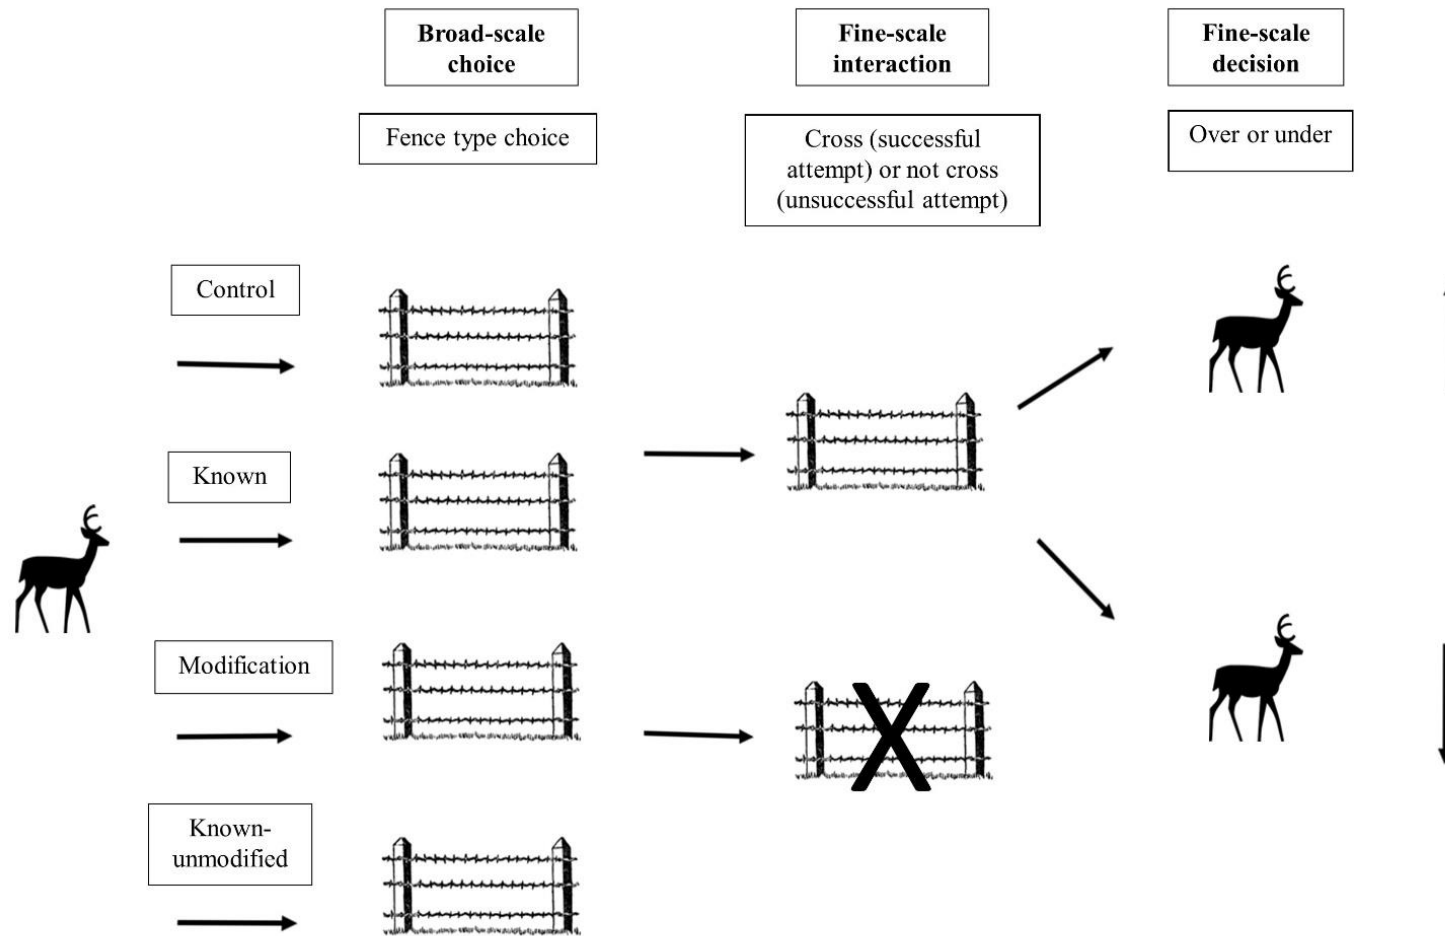 Broad-scale
choice
Fine-scale
interaction
Fine-scale
decision
Fence type choice
Cross (successful
attempt) or not cross
(unsuccessful attempt)
Over or under
Control
Known
Modification
Known-
unmodified